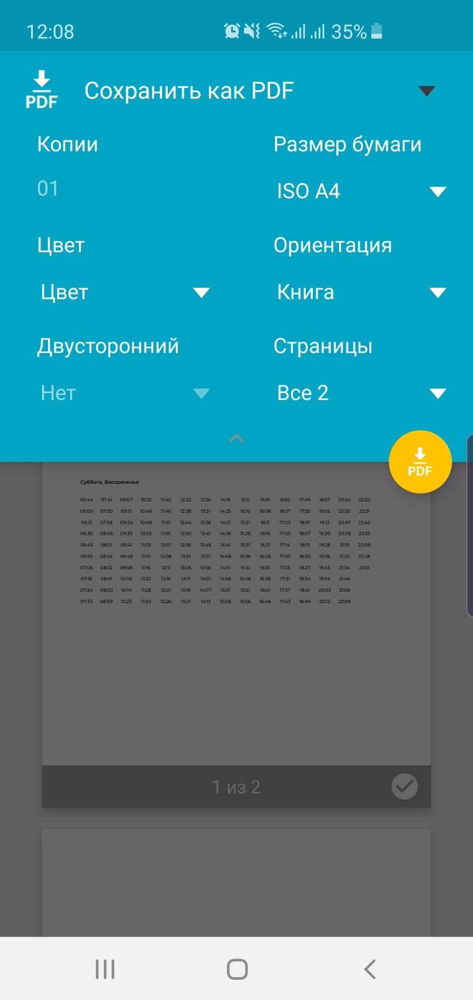 12:08 35%
PDF Сохранить как PDF
Копии Размер бумаги
01 ISO A4
Цвет Ориентация
Цвет Книга
Двусторонний Страницы
Нет Все 2
PDF
Суббота, Воскресенье
05:44 07:41 09:07 10:32 11:40 12:32 13:26 14:19 15:11 16:01 16:52 17:49 18:57 20:24 22:20
06:00 07:50 09:15 10:40 11:46 12:38 13:31 14:25 15:16 16:06 16:57 17:55 19:05 20:35 22:31
06:15 07:58 09:24 10:48 11:51 12:44 13:36 14:31 15:21 16:11 17:03 18:01 19:12 20:47 22:42
06:30 08:06 09:33 10:55 11:56 12:50 13:41 14:36 15:26 16:16 17:09 18:07 19:20 20:58 22:55
06:43 08:15 09:41 11:03 12:01 12:56 13:46 14:41 15:31 16:21 17:14 18:13 19:28 21:10 23:08
06:55 08:24 09:49 11:10 12:06 13:01 13:51 14:46 15:36 16:26 17:20 18:20 19:36 21:22 23:28
07:06 08:32 09:58 11:16 12:11 13:06 13:56 14:51 15:41 16:31 17:25 18:27 19:45 21:34 23:51
07:16 08:41 10:06 11:22 12:16 13:11 14:01 14:56 15:46 16:36 17:31 18:34 19:54 21:46
07:24 08:50 10:14 11:28 12:21 13:16 14:07 15:01 15:51 16:41 17:37 18:41 20:03 21:58
07:33 08:59 10:23 11:34 12:26 13:21 14:13 15:06 15:56 16:46 17:43 18:49 20:13 22:09
1 из 2